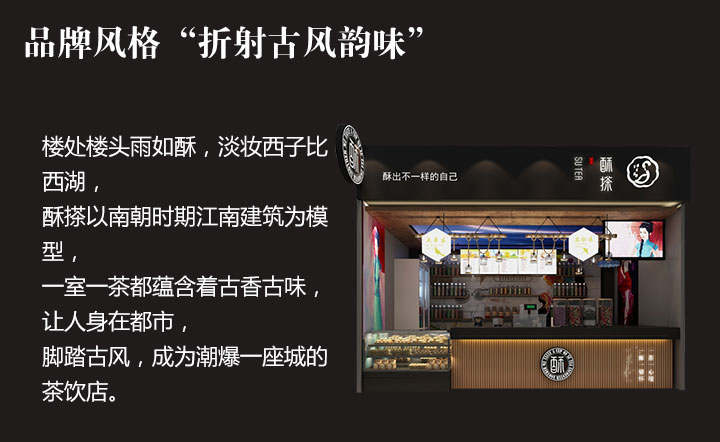 品牌风格“折射古风韵味”
楼处楼头雨如酥，淡妆西子比
西湖，
酥搽以南朝时期江南建筑为模
型，
一室一茶都蕴含着古香古味，
让人身在都市，
脚踏古风，成为潮爆一座城的
茶饮店。
酥出不一样的自己
SU TEA
酥搽
酥